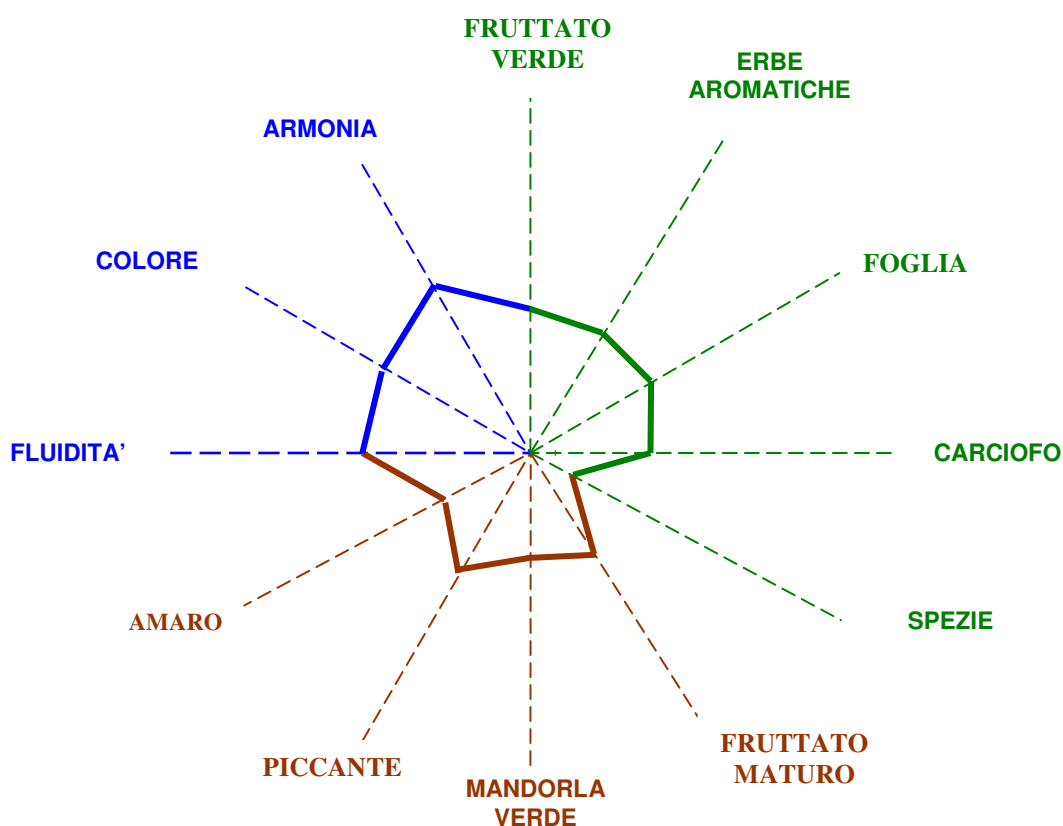 FRUTTATO
VERDE
ERBE
AROMATICHE
ARMONIA
COLORE
FOGLIA
FLUIDITA’
CARCIOFO
AMARO
SPEZIE
PICCANTE
FRUTTATO
MATURO
MANDORLA
VERDE